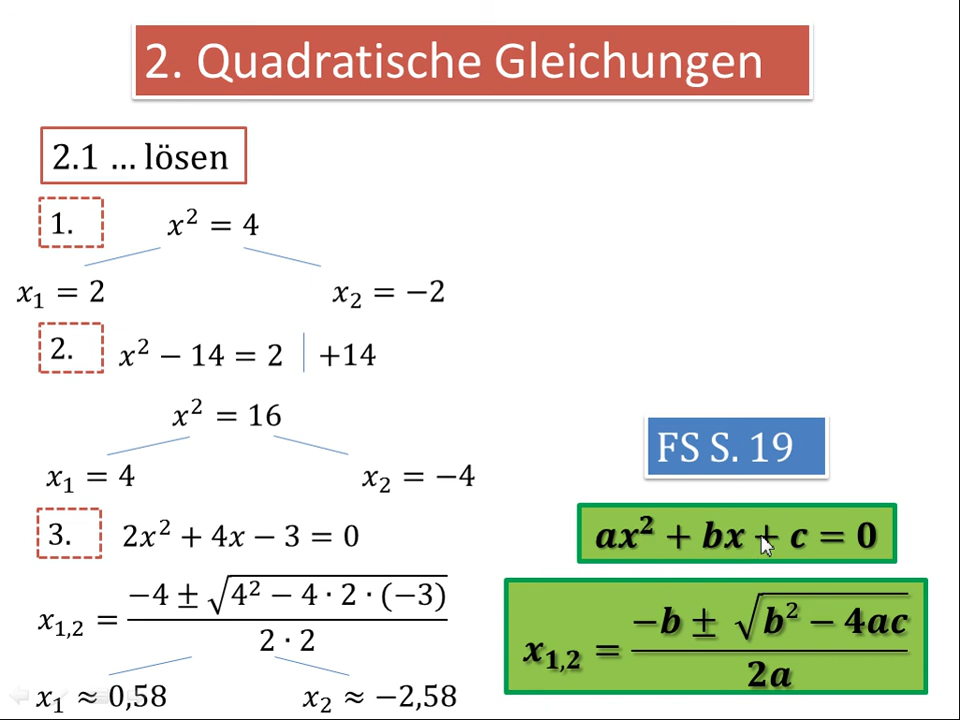 2. Quadratische Gleichungen
2.1 … lösen
1. x² = 4
x₁ = 2 x₂ = −2
2. x² − 14 = 2 | +14
x² = 16
x₁ = 4 x₂ = −4
3. 2x² + 4x − 3 = 0
x₁,₂ = (−4 ± √(4² − 4 · 2 · (−3))) / (2 · 2)
x₁ ≈ 0,58 x₂ ≈ −2,58
FS S. 19
ax² + bx + c = 0
x₁,₂ = (−b ± √(b² − 4ac)) / (2a)